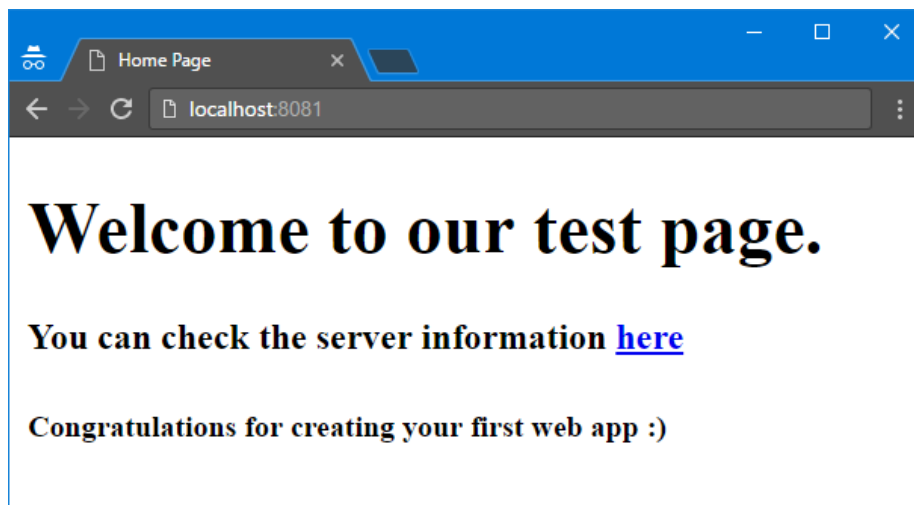 Home Page
localhost:8081
Welcome to our test page.
You can check the server information here
Congratulations for creating your first web app :)